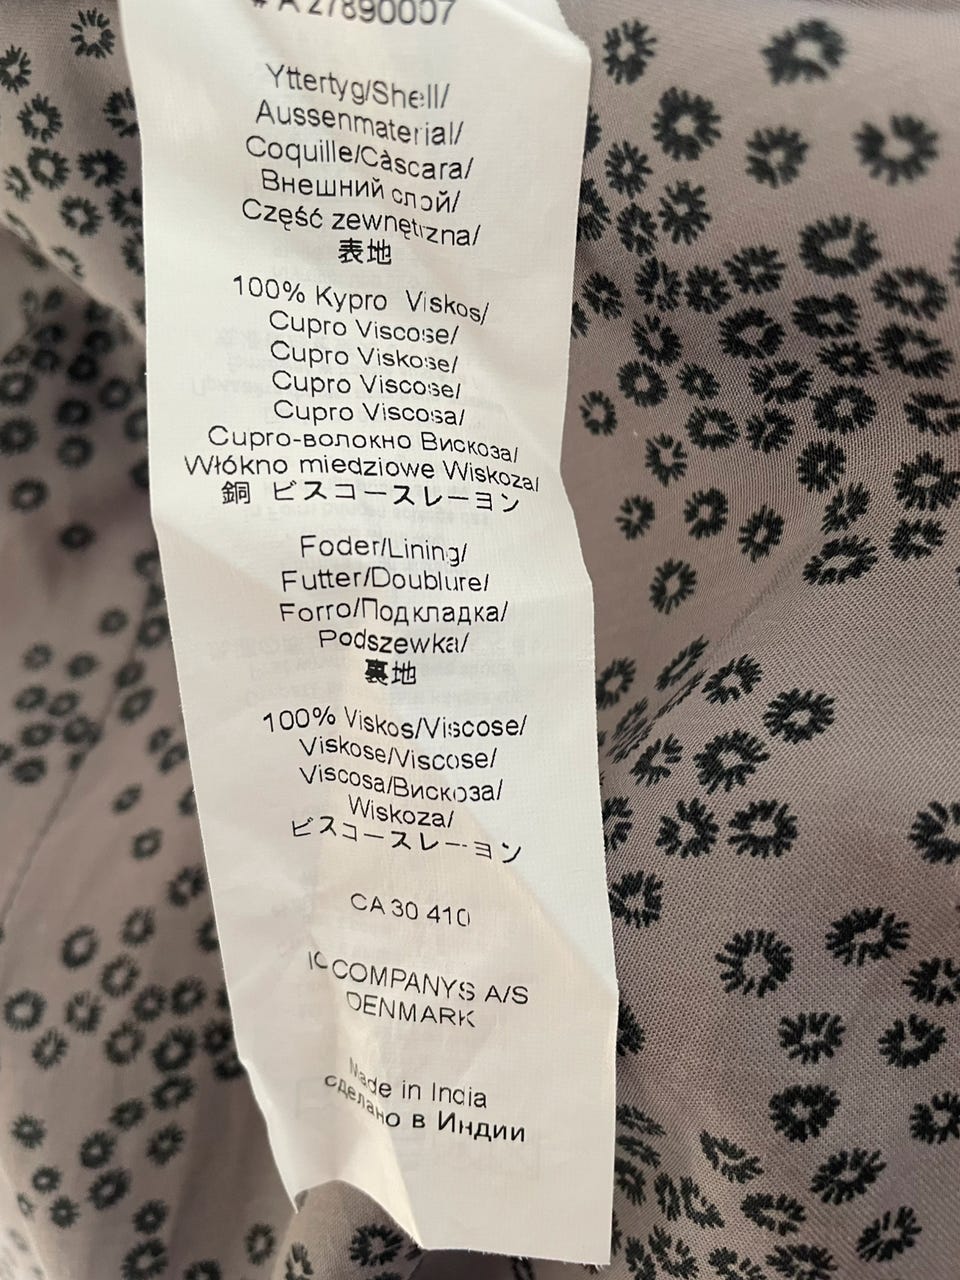 # A 27890007
Yttertyg/Shell/
Aussenmaterial/
Coquille/Càscara/
Внешний слой/
Część zewnętrzna/
表地
100% Kypro Viskos/
Cupro Viscose/
Cupro Viskose/
Cupro Viscose/
Cupro Viscosa/
Cupro-волокно Вискоза/
Włókno miedziowe Wiskoza/
銅 ビスコースレーヨン
Foder/Lining/
Futter/Doublure/
Forro/Подкладка/
Podszewka/
裏地
100% Viskos/Viscose/
Viskose/Viscose/
Viscosa/Вискоза/
Wiskoza/
ビスコースレーヨン
CA 30 410
IC COMPANYS A/S
DENMARK
Made in India
сделано в Индии